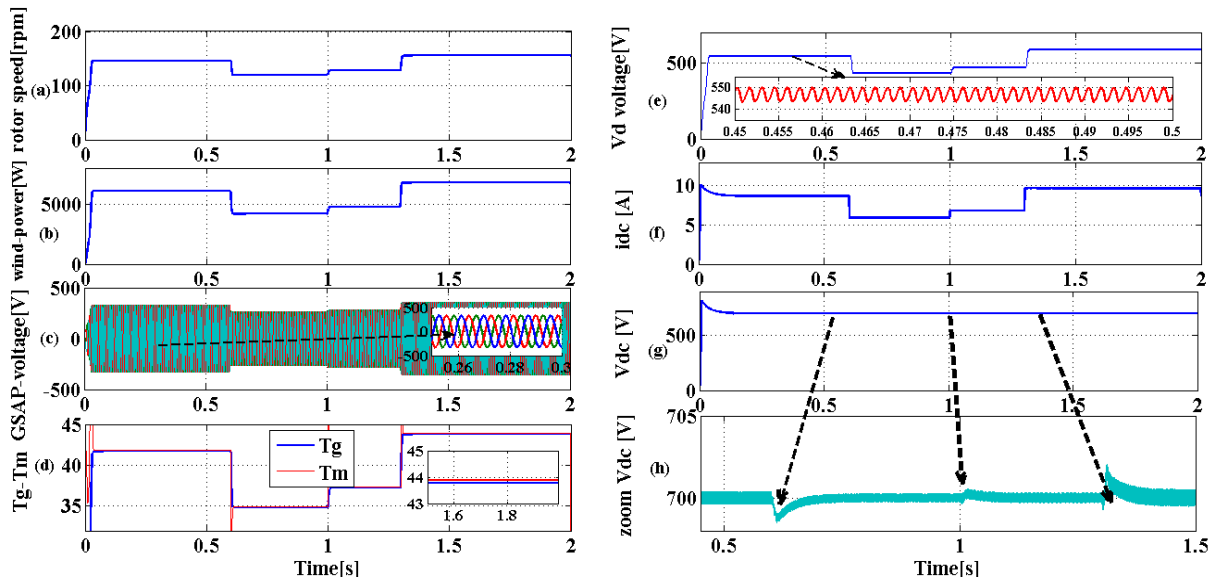 rotor speed[rpm]
(a)
200
100
0
0 0.5 1 1.5 2
wind-power[W]
(b)
5000
0
0 0.5 1 1.5 2
GSAP-voltage[V]
(c)
500
0
-500
500
0
-500
0.26 0.28 0.3
0 0.5 1 1.5 2
Tg-Tm
(d)
45
41
35
Tg
Tm
45
44
43
1.6 1.8
0 0.5 1 1.5 2
Time[s]
Vd voltage[V]
(e)
500
0
550
540
0.45 0.455 0.46 0.465 0.47 0.475 0.48 0.485 0.49 0.495 0.5
0 0.5 1 1.5 2
idc [A]
(f)
10
5
0
0 0.5 1 1.5 2
Vdc [V]
(g)
500
0
0 0.5 1 1.5
zoom Vdc [V]
(h)
705
700
0.5 1 1.5
Time[s]